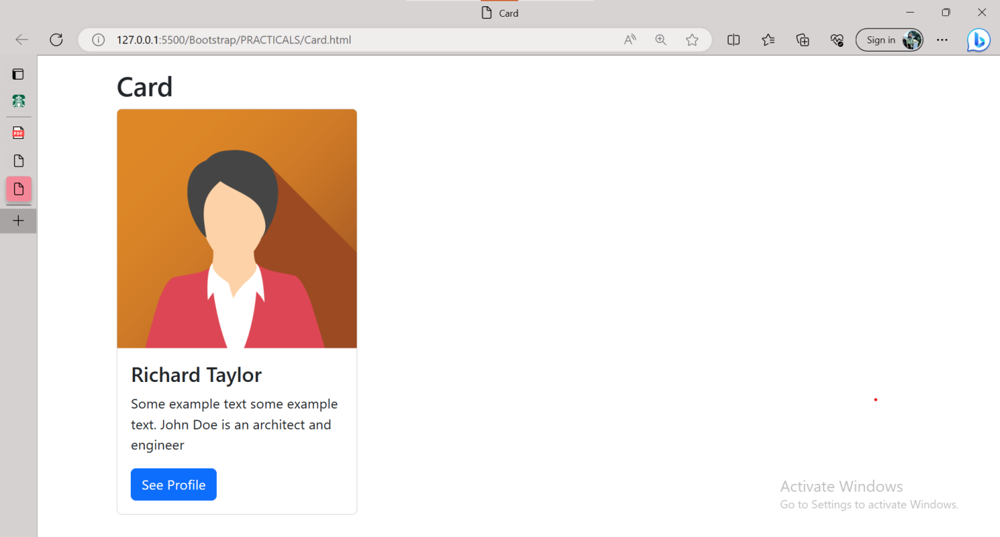 Card
127.0.0.1:5500/Bootstrap/PRACTICALS/Card.html
Sign in
PDF
Card
Richard Taylor
Some example text some example
text. John Doe is an architect and
engineer
See Profile
Activate Windows
Go to Settings to activate Windows.